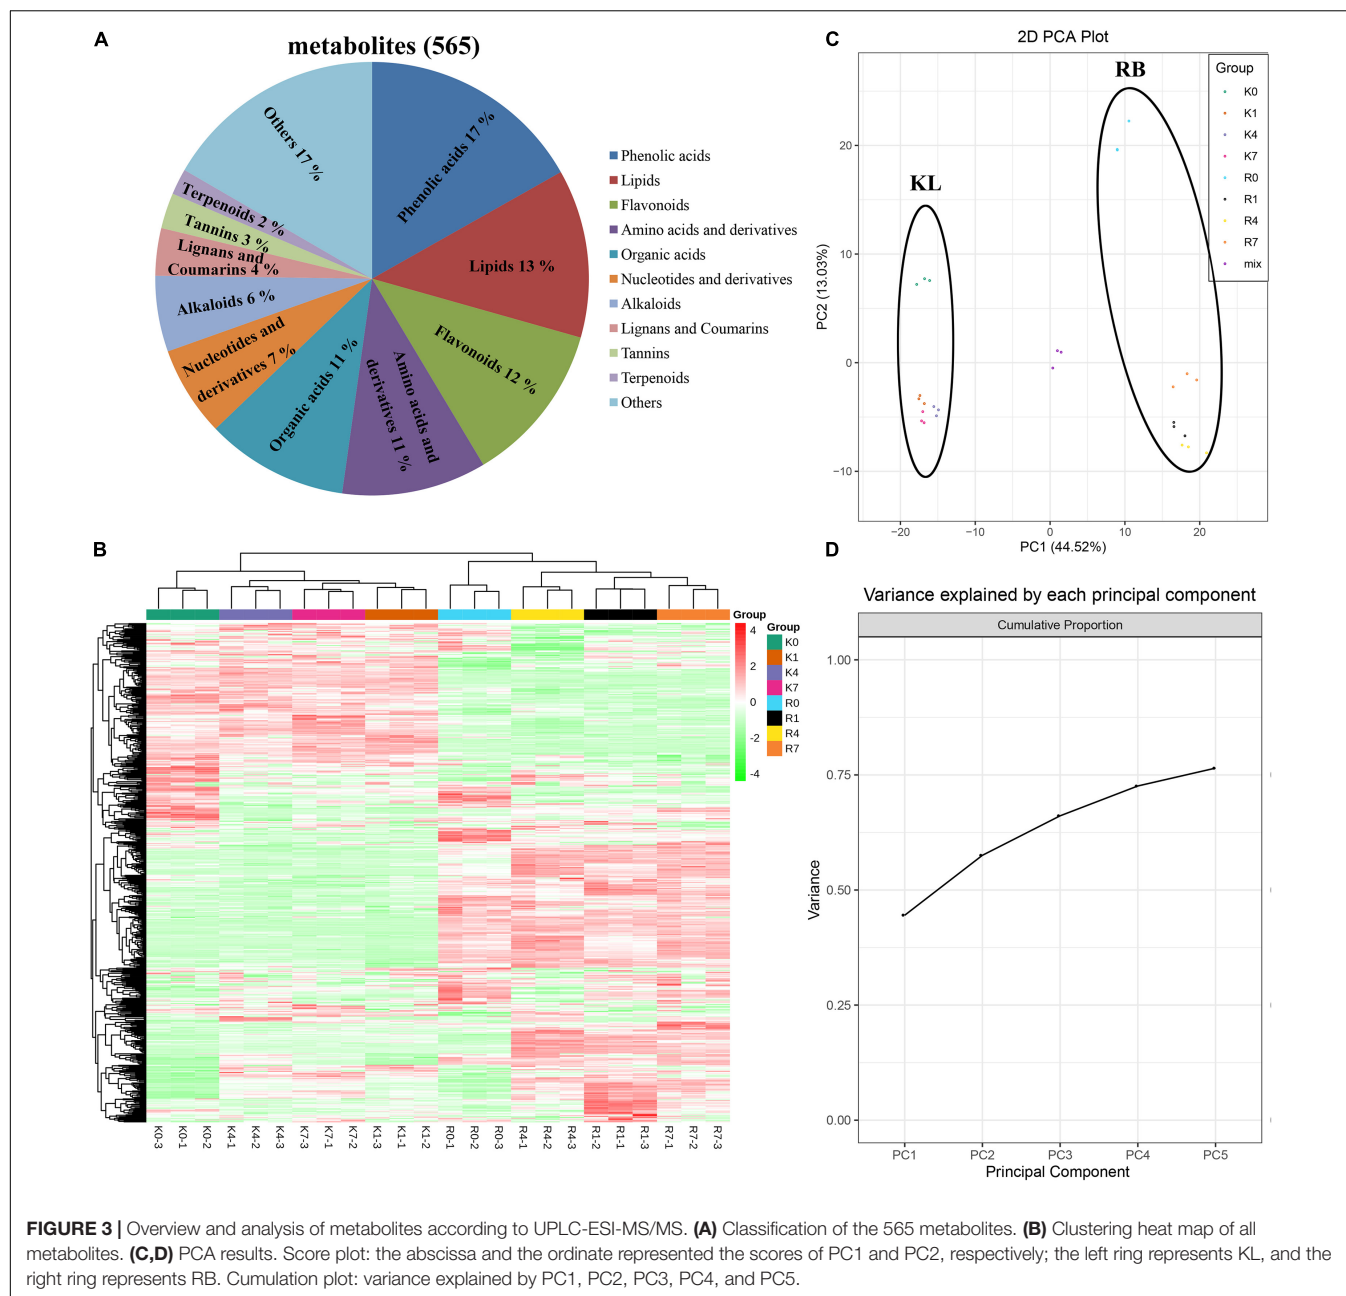 A
metabolites (565)
Others 17 %
Phenolic acids 17 %
Terpenoids 2 %
Tannins 3 %
Lignans and
Coumarins 4 %
Lipids 13 %
Alkaloids 6 %
Nucleotides and
derivatives 7 %
Flavonoids 12 %
Organic acids 11 %
Amino acids and
derivatives 11 %
Phenolic acids
Lipids
Flavonoids
Amino acids and derivatives
Organic acids
Nucleotides and derivatives
Alkaloids
Lignans and Coumarins
Tannins
Terpenoids
Others
C
2D PCA Plot
RB
KL
Group
K0
K1
K4
K7
R0
R1
R4
R7
mix
PC2 (13.03%)
20
10
0
−10
−20
−10
0
10
20
PC1 (44.52%)
B
Group
4
2
0
-2
-4
Group
K0
K1
K4
K7
R0
R1
R4
R7
K0-3
K0-1
K0-2
K4-1
K4-2
K4-3
K7-3
K7-1
K7-2
K1-3
K1-1
K1-2
R0-1
R0-2
R0-3
R4-1
R4-2
R4-3
R1-2
R1-1
R1-3
R7-1
R7-2
R7-3
D
Variance explained by each principal component
Cumulative Proportion
Variance
1.00
0.75
0.50
0.25
0.00
PC1
PC2
PC3
PC4
PC5
Principal Component
FIGURE 3 | Overview and analysis of metabolites according to UPLC-ESI-MS/MS. (A) Classification of the 565 metabolites. (B) Clustering heat map of all
metabolites. (C,D) PCA results. Score plot: the abscissa and the ordinate represented the scores of PC1 and PC2, respectively; the left ring represents KL, and the
right ring represents RB. Cumulation plot: variance explained by PC1, PC2, PC3, PC4, and PC5.